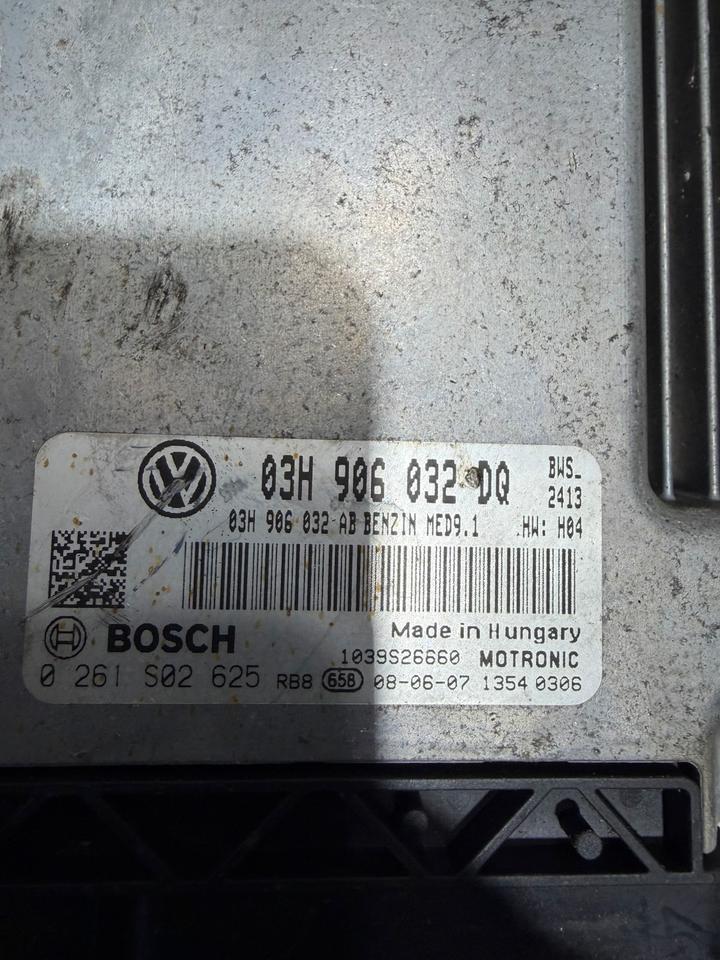 03H 906 032 DQ
BWS_
2413
03H 906 032 AB BENZIN MED9.1 .HW: H04
BOSCH
Made in Hungary
1039S26660 MOTRONIC
0 261 S02 625 RB8 658 08-06-07 1354 0306